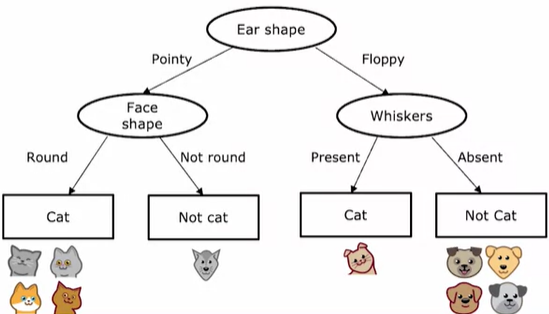 Ear shape
Pointy
Floppy
Face
shape
Whiskers
Round
Not round
Present
Absent
Cat
Not cat
Cat
Not Cat